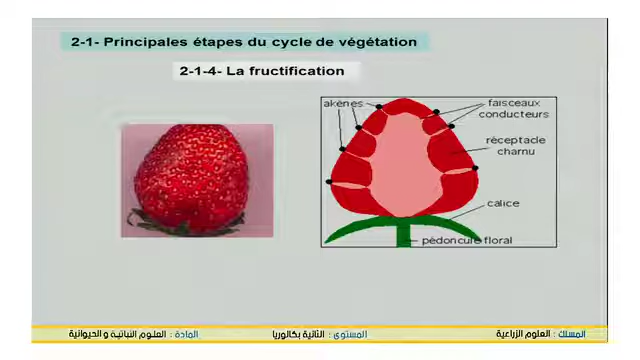 2-1- Principales étapes du cycle de végétation
2-1-4- La fructification
akènes
faisceaux
conducteurs
réceptacle
charnu
calice
pédoncule floral
المسلك : العلوم الزراعية
المستوى : الثانية بكالوريا
المادة : العلوم النباتية و الحيوانية